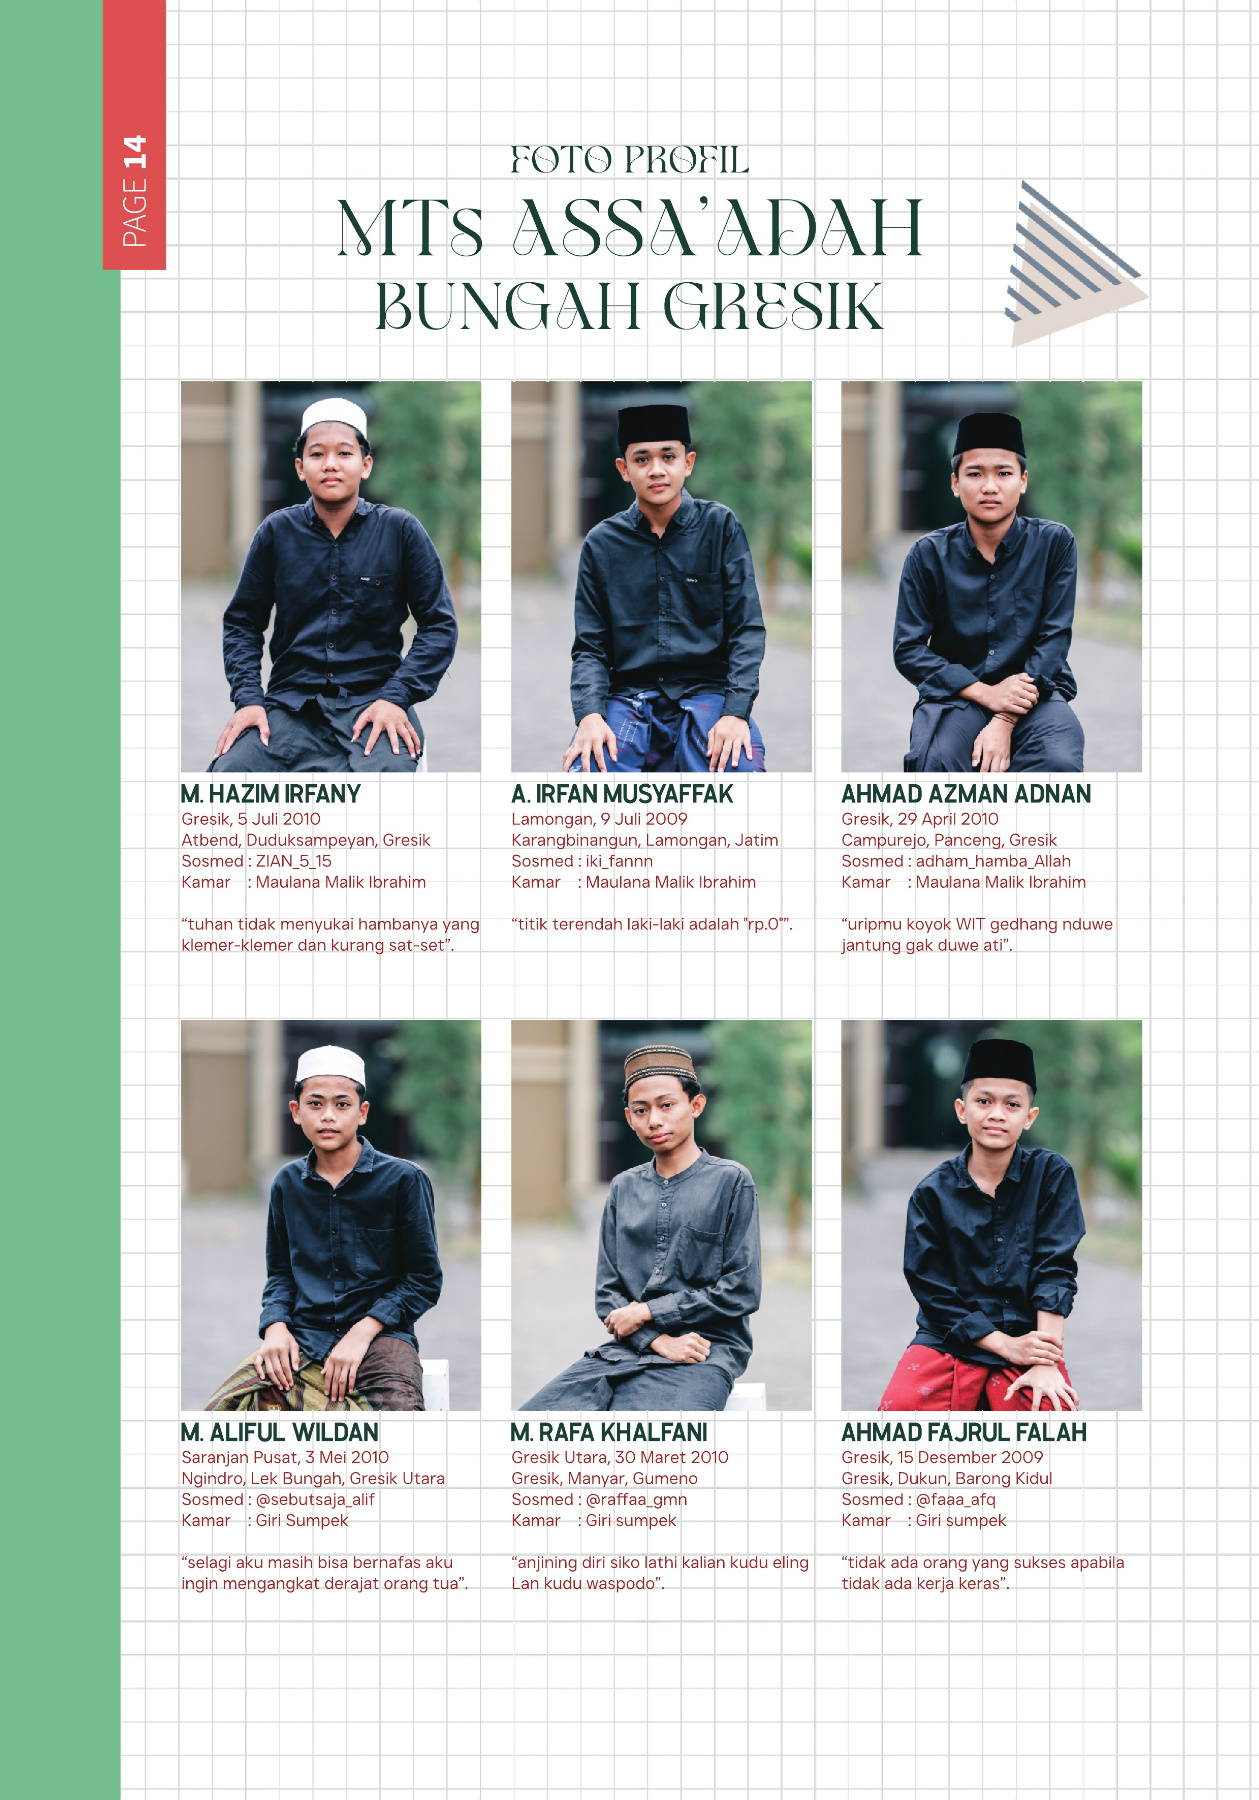 PAGE 14
FOTO PROFIL
MTs ASSA'ADAH
BUNGAH GRESIK
M. HAZIM IRFANY
Gresik, 5 Juli 2010
Atbend, Duduksampeyan, Gresik
Sosmed : ZIAN_5_15
Kamar : Maulana Malik Ibrahim
“tuhan tidak menyukai hambanya yang
klemer-klemer dan kurang sat-set”.
A. IRFAN MUSYAFFAK
Lamongan, 9 Juli 2009
Karangbinangun, Lamongan, Jatim
Sosmed : iki_fannn
Kamar : Maulana Malik Ibrahim
“titik terendah laki-laki adalah "rp.0"”.
AHMAD AZMAN ADNAN
Gresik, 29 April 2010
Campurejo, Panceng, Gresik
Sosmed : adham_hamba_Allah
Kamar : Maulana Malik Ibrahim
“uripmu koyok WIT gedhang nduwe
jantung gak duwe ati”.
M. ALIFUL WILDAN
Saranjan Pusat, 3 Mei 2010
Ngindro, Lek Bungah, Gresik Utara
Sosmed : @sebutsaja_alif
Kamar : Giri Sumpek
“selagi aku masih bisa bernafas aku
ingin mengangkat derajat orang tua”.
M. RAFA KHALFANI
Gresik Utara, 30 Maret 2010
Gresik, Manyar, Gumeno
Sosmed : @raffaa_gmn
Kamar : Giri sumpek
“anjining diri siko lathi kalian kudu eling
Lan kudu waspodo”.
AHMAD FAJRUL FALAH
Gresik, 15 Desember 2009
Gresik, Dukun, Barong Kidul
Sosmed : @faaa_afq
Kamar : Giri sumpek
“tidak ada orang yang sukses apabila
tidak ada kerja keras”.